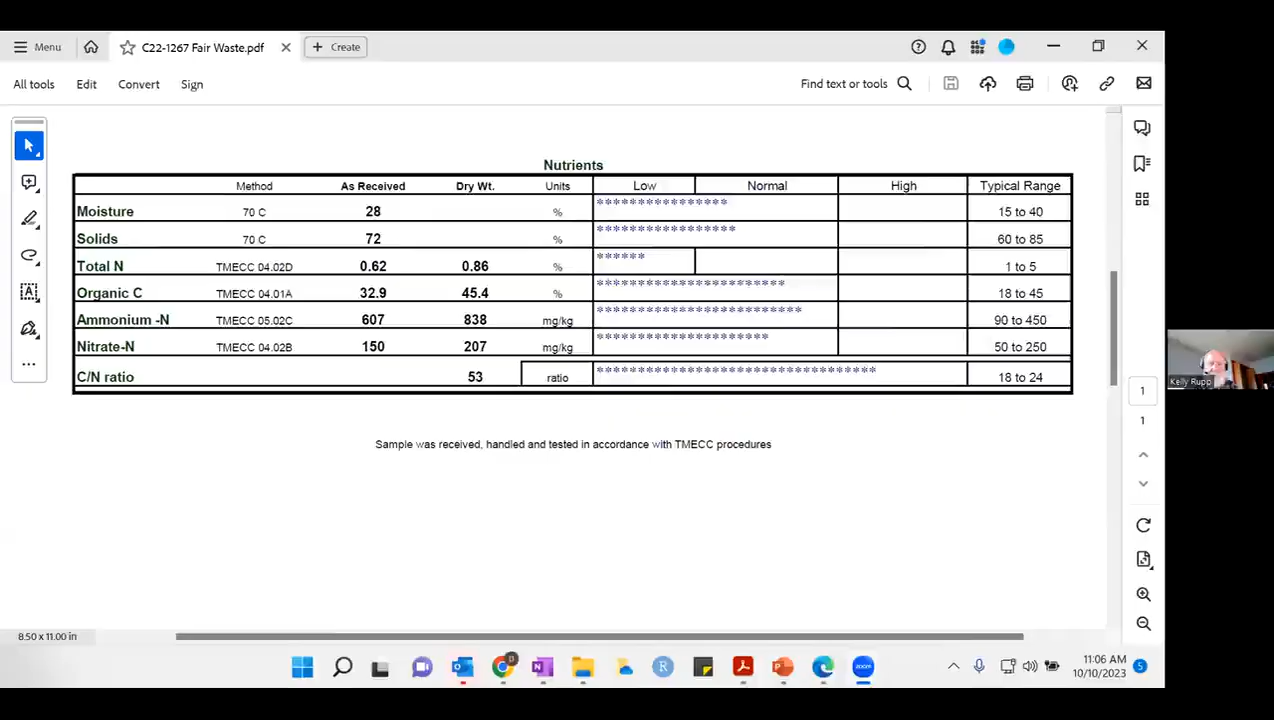 Menu
C22-1267 Fair Waste.pdf
Create
All tools
Edit
Convert
Sign
Find text or tools
Nutrients
Method As Received Dry Wt. Units Low Normal High Typical Range
Moisture 70 C 28 % **************** 15 to 40
Solids 70 C 72 % ***************** 60 to 85
Total N TMECC 04.02D 0.62 0.86 % ****** 1 to 5
Organic C TMECC 04.01A 32.9 45.4 % *********************** 18 to 45
Ammonium -N TMECC 05.02C 607 838 mg/kg ************************* 90 to 450
Nitrate-N TMECC 04.02B 150 207 mg/kg ********************* 50 to 250
C/N ratio 53 ratio ********************************** 18 to 24
Sample was received, handled and tested in accordance with TMECC procedures
Kelly Rupp
1
1
8.50 x 11.00 in
zoom
11:06 AM
10/10/2023
5